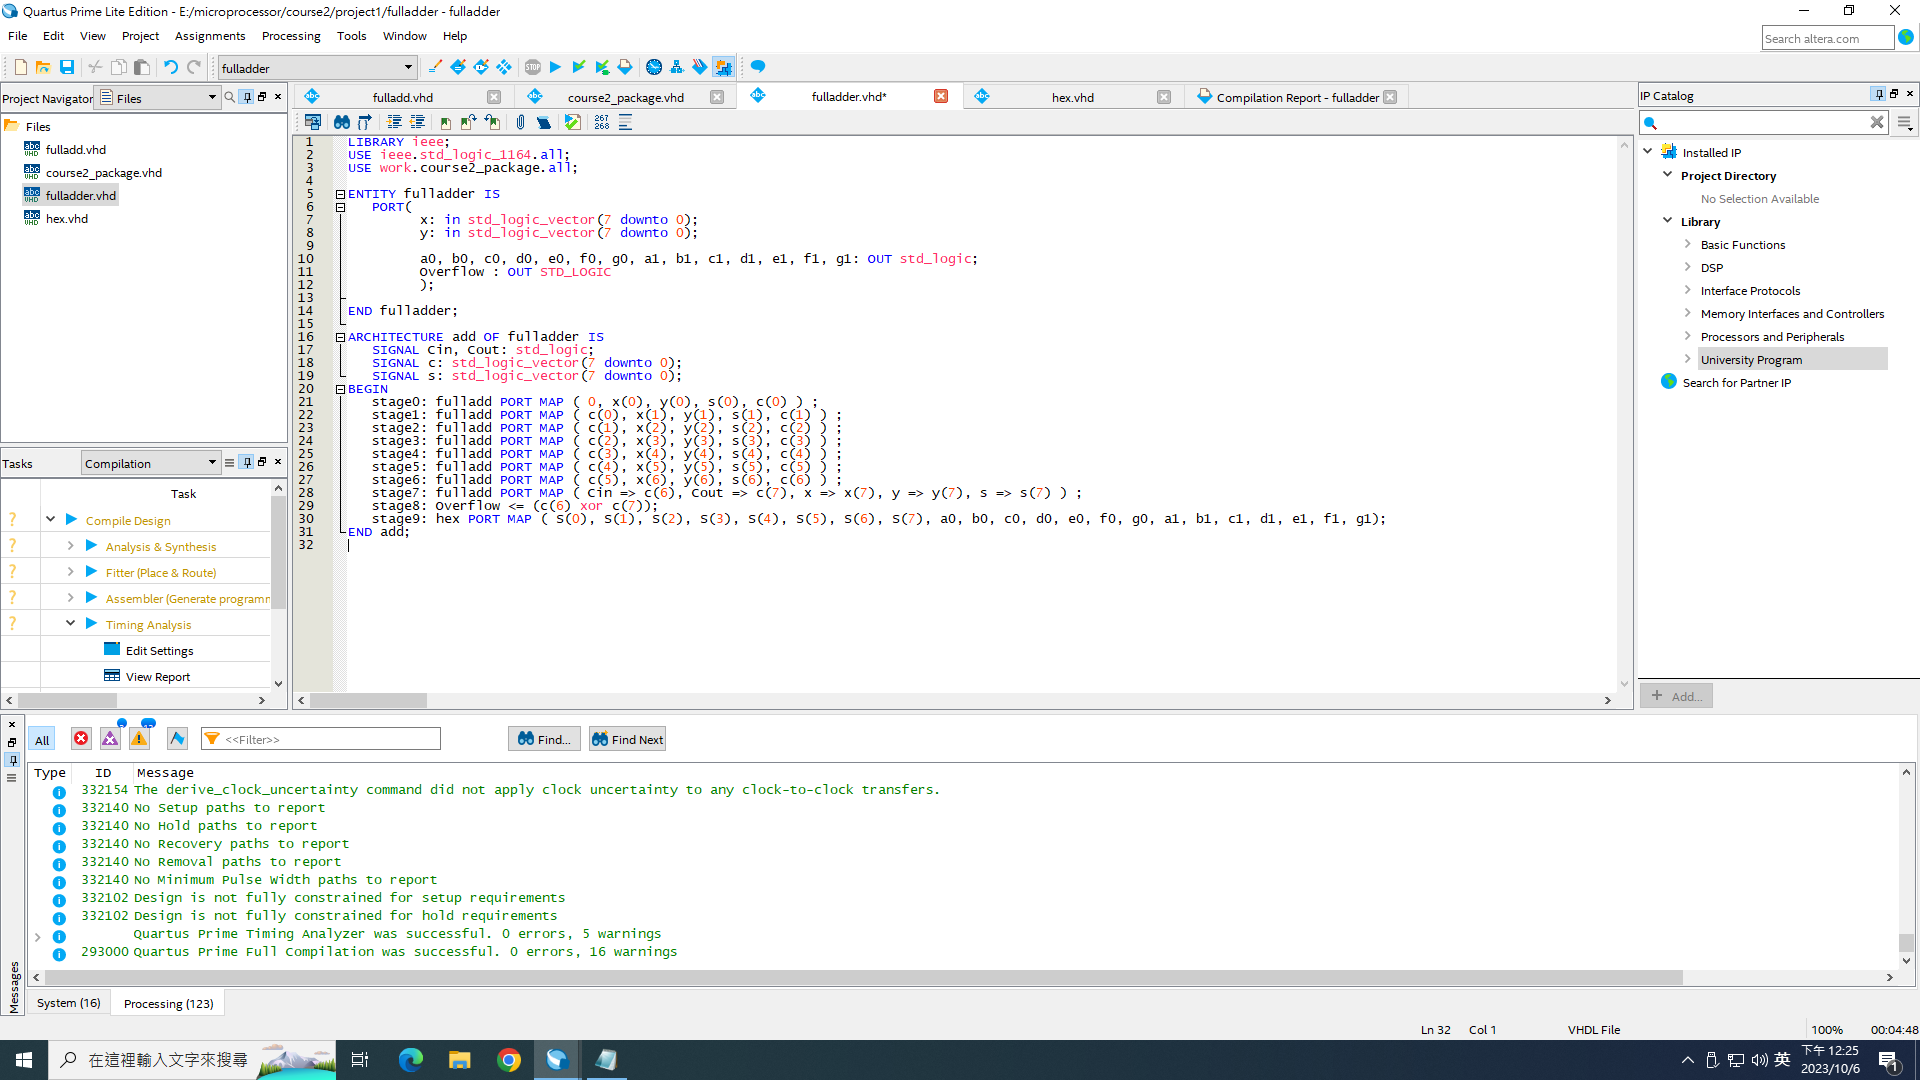 Quartus Prime Lite Edition - E:/microprocessor/course2/project1/fulladder - fulladder
File Edit View Project Assignments Processing Tools Window Help
Search altera.com
fulladder
Project Navigator Files
fulladd.vhd course2_package.vhd fulladder.vhd* hex.vhd Compilation Report - fulladder
IP Catalog
Files
fulladd.vhd
course2_package.vhd
fulladder.vhd
hex.vhd
267
268
1 LIBRARY ieee;
2 USE ieee.std_logic_1164.all;
3 USE work.course2_package.all;
4
5 ENTITY fulladder IS
6 PORT(
7 x: in std_logic_vector(7 downto 0);
8 y: in std_logic_vector(7 downto 0);
9
10 a0, b0, c0, d0, e0, f0, g0, a1, b1, c1, d1, e1, f1, g1: OUT std_logic;
11 Overflow : OUT STD_LOGIC
12 );
13
14 END fulladder;
15
16 ARCHITECTURE add OF fulladder IS
17 SIGNAL Cin, Cout: std_logic;
18 SIGNAL c: std_logic_vector(7 downto 0);
19 SIGNAL s: std_logic_vector(7 downto 0);
20 BEGIN
21 stage0: fulladd PORT MAP ( 0, x(0), y(0), s(0), c(0) ) ;
22 stage1: fulladd PORT MAP ( c(0), x(1), y(1), s(1), c(1) ) ;
23 stage2: fulladd PORT MAP ( c(1), x(2), y(2), s(2), c(2) ) ;
24 stage3: fulladd PORT MAP ( c(2), x(3), y(3), s(3), c(3) ) ;
25 stage4: fulladd PORT MAP ( c(3), x(4), y(4), s(4), c(4) ) ;
26 stage5: fulladd PORT MAP ( c(4), x(5), y(5), s(5), c(5) ) ;
27 stage6: fulladd PORT MAP ( c(5), x(6), y(6), s(6), c(6) ) ;
28 stage7: fulladd PORT MAP ( Cin => c(6), Cout => c(7), x => x(7), y => y(7), s => s(7) ) ;
29 stage8: Overflow <= (c(6) xor c(7));
30 stage9: hex PORT MAP ( S(0), S(1), S(2), S(3), S(4), S(5), S(6), S(7), a0, b0, c0, d0, e0, f0, g0, a1, b1, c1, d1, e1, f1, g1);
31 END add;
32
Installed IP
Project Directory
No Selection Available
Library
Basic Functions
DSP
Interface Protocols
Memory Interfaces and Controllers
Processors and Peripherals
University Program
Search for Partner IP
Add...
Tasks Compilation
Task
Compile Design
Analysis & Synthesis
Fitter (Place & Route)
Assembler (Generate programm
Timing Analysis
Edit Settings
View Report
All <<Filter>> Find... Find Next
Type ID Message
332154 The derive_clock_uncertainty command did not apply clock uncertainty to any clock-to-clock transfers.
332140 No Setup paths to report
332140 No Hold paths to report
332140 No Recovery paths to report
332140 No Removal paths to report
332140 No Minimum Pulse Width paths to report
332102 Design is not fully constrained for setup requirements
332102 Design is not fully constrained for hold requirements
Quartus Prime Timing Analyzer was successful. 0 errors, 5 warnings
293000 Quartus Prime Full Compilation was successful. 0 errors, 16 warnings
Messages
System (16) Processing (123)
Ln 32 Col 1 VHDL File 100% 00:04:48
在這裡輸入文字來搜尋
英
下午 12:25
2023/10/6
1